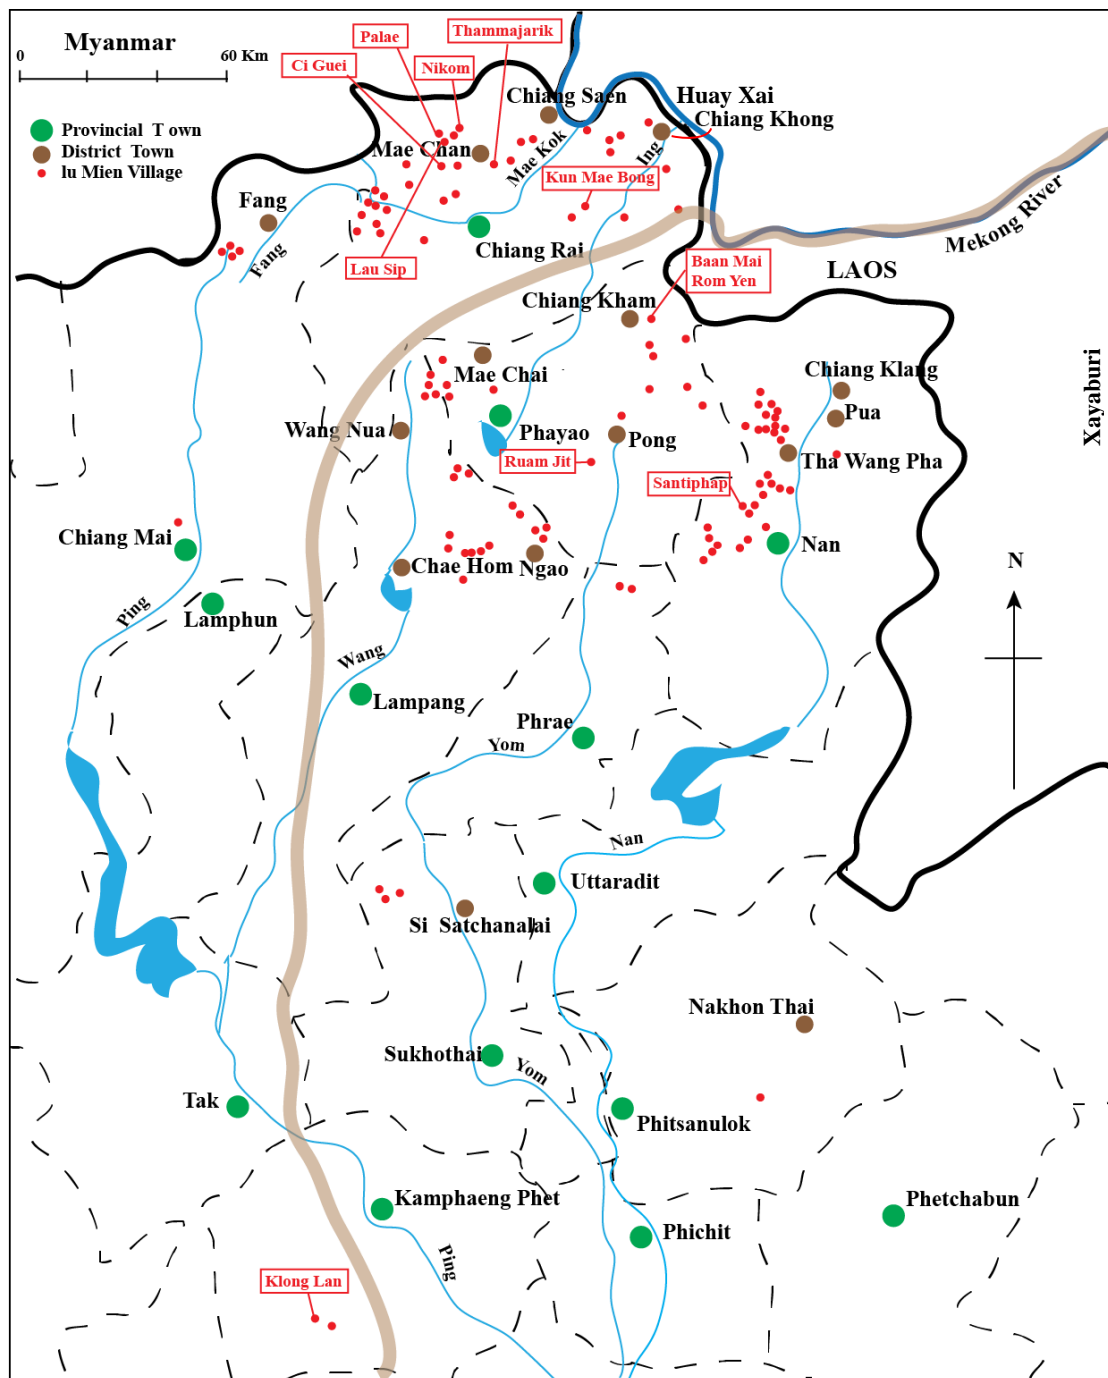 Myanmar
0
60 Km
Provincial T own
District Town
Iu Mien Village
Palae
Thammajarik
Ci Guei
Nikom
Chiang Saen
Huay Xai
Chiang Khong
Mae Chan
Mae Kok
Ing
Kun Mae Bong
Fang
Fang
Chiang Rai
Lau Sip
Mekong River
Baan Mai
Rom Yen
LAOS
Chiang Kham
Mae Chai
Chiang Klang
Xayaburi
Pua
Wang Nua
Phayao
Pong
Tha Wang Pha
Ruam Jit
Santiphap
Chiang Mai
Nan
Chae Hom
Ngao
N
Ping
Lamphun
Wang
Lampang
Phrae
Yom
Nan
Uttaradit
Si Satchanalai
Nakhon Thai
Sukhothai
Yom
Tak
Phitsanulok
Kamphaeng Phet
Phetchabun
Phichit
Ping
Klong Lan